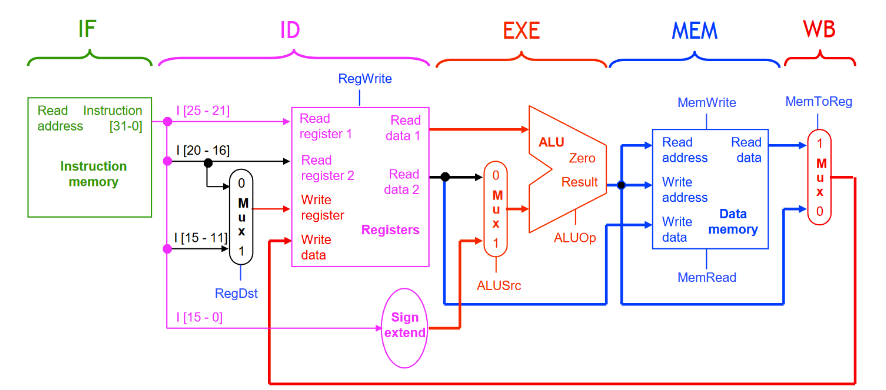 IF
ID
EXE
MEM
WB
Read Instruction
address [31-0]
Instruction
memory
I [25 - 21]
I [20 - 16]
I [15 - 11]
I [15 - 0]
0
M
u
x
1
RegDst
RegWrite
Read
register 1
Read
data 1
Read
register 2
Read
data 2
Write
register
Write
data
Registers
Sign
extend
0
M
u
x
1
ALUSrc
ALU
Zero
Result
ALUOp
MemWrite
Read
address
Read
data
Write
address
Write
data
Data
memory
MemRead
MemToReg
1
M
u
x
0